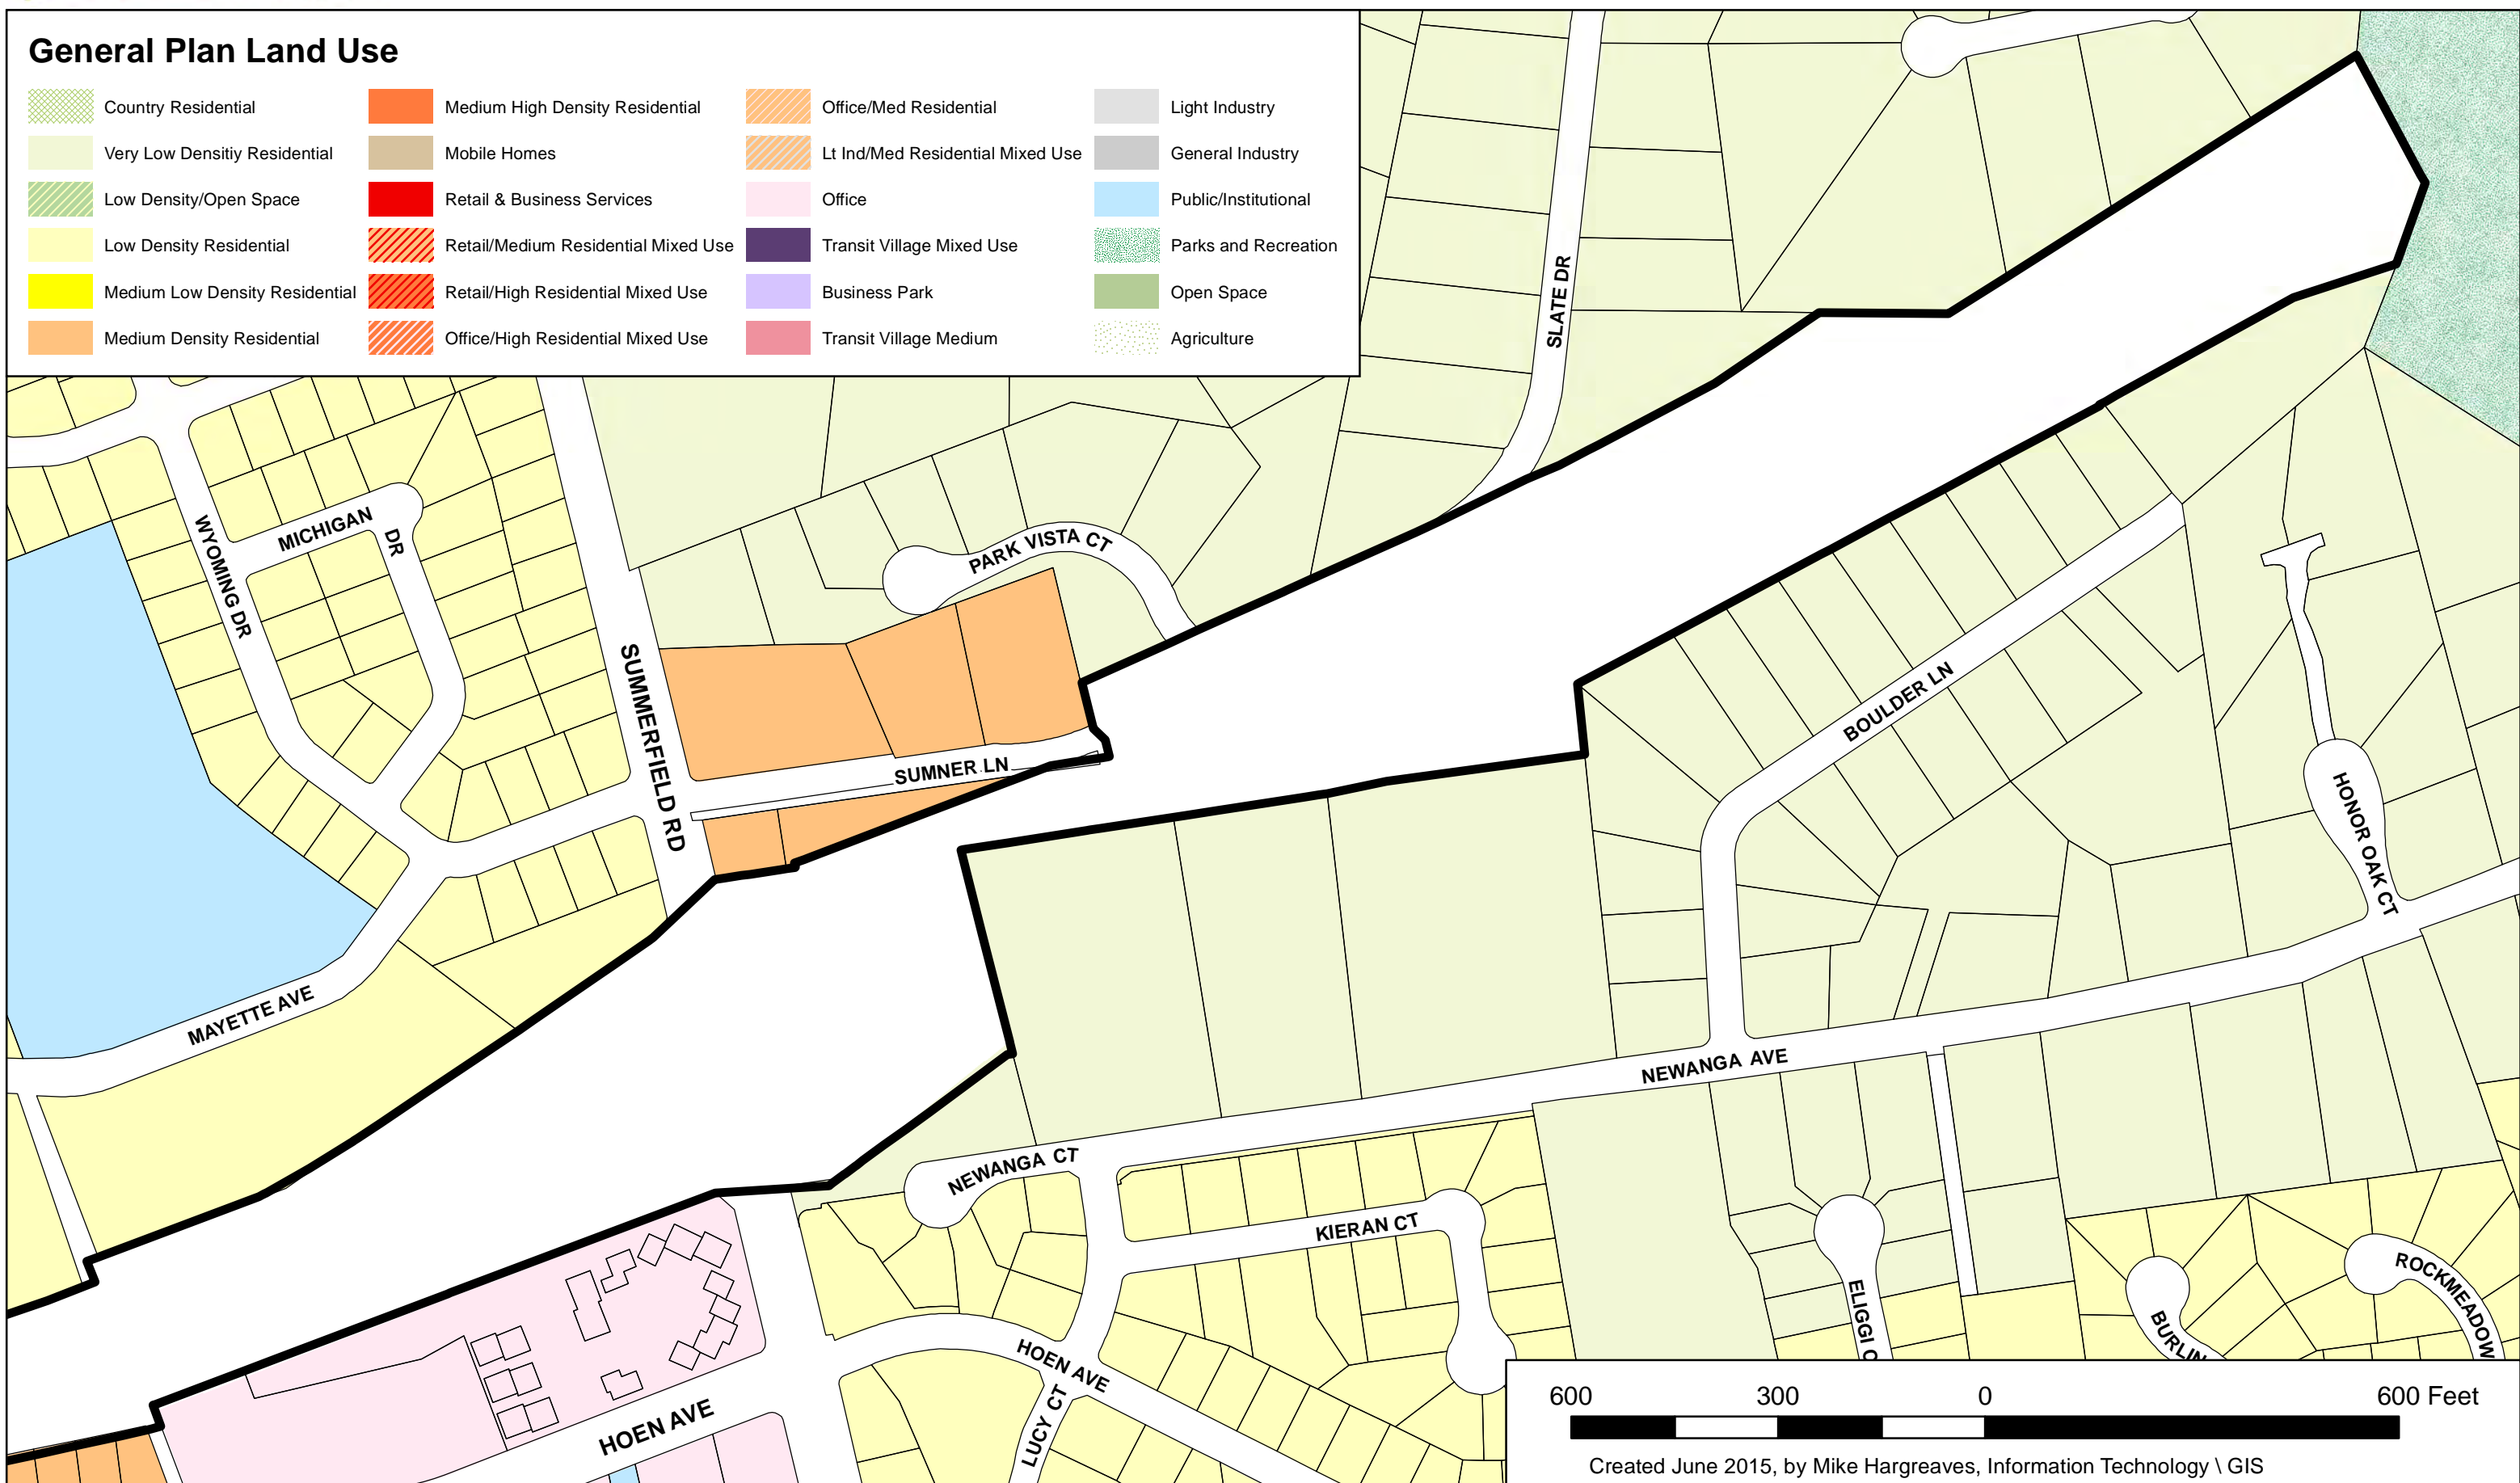 General Plan Land Use
Country Residential
Very Low Densitiy Residential
Low Density/Open Space
Low Density Residential
Medium Low Density Residential
Medium Density Residential
Medium High Density Residential
Mobile Homes
Retail & Business Services
Retail/Medium Residential Mixed Use
Retail/High Residential Mixed Use
Office/High Residential Mixed Use
Office/Med Residential
Lt Ind/Med Residential Mixed Use
Office
Transit Village Mixed Use
Business Park
Transit Village Medium
Light Industry
General Industry
Public/Institutional
Parks and Recreation
Open Space
Agriculture
SLATE DR
WYOMING DR
MICHIGAN DR
PARK VISTA CT
SUMMERFIELD RD
SUMNER LN
BOULDER LN
HONOR OAK CT
MAYETTE AVE
NEWANGA AVE
NEWANGA CT
KIERAN CT
ELIGGI C
ROCKMEADOW
BURLIN
HOEN AVE
HOEN AVE
LUCY CT
600 300 0 600 Feet
Created June 2015, by Mike Hargreaves, Information Technology \ GIS